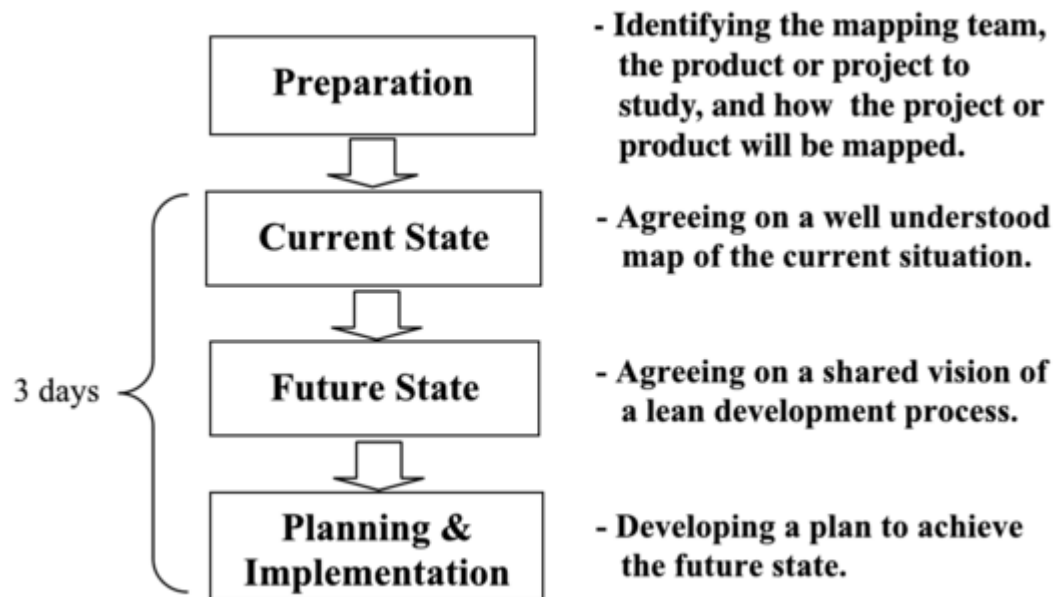 Preparation
- Identifying the mapping team,
the product or project to
study, and how the project or
product will be mapped.
Current State
- Agreeing on a well understood
map of the current situation.
3 days
Future State
- Agreeing on a shared vision of
a lean development process.
Planning &
Implementation
- Developing a plan to achieve
the future state.